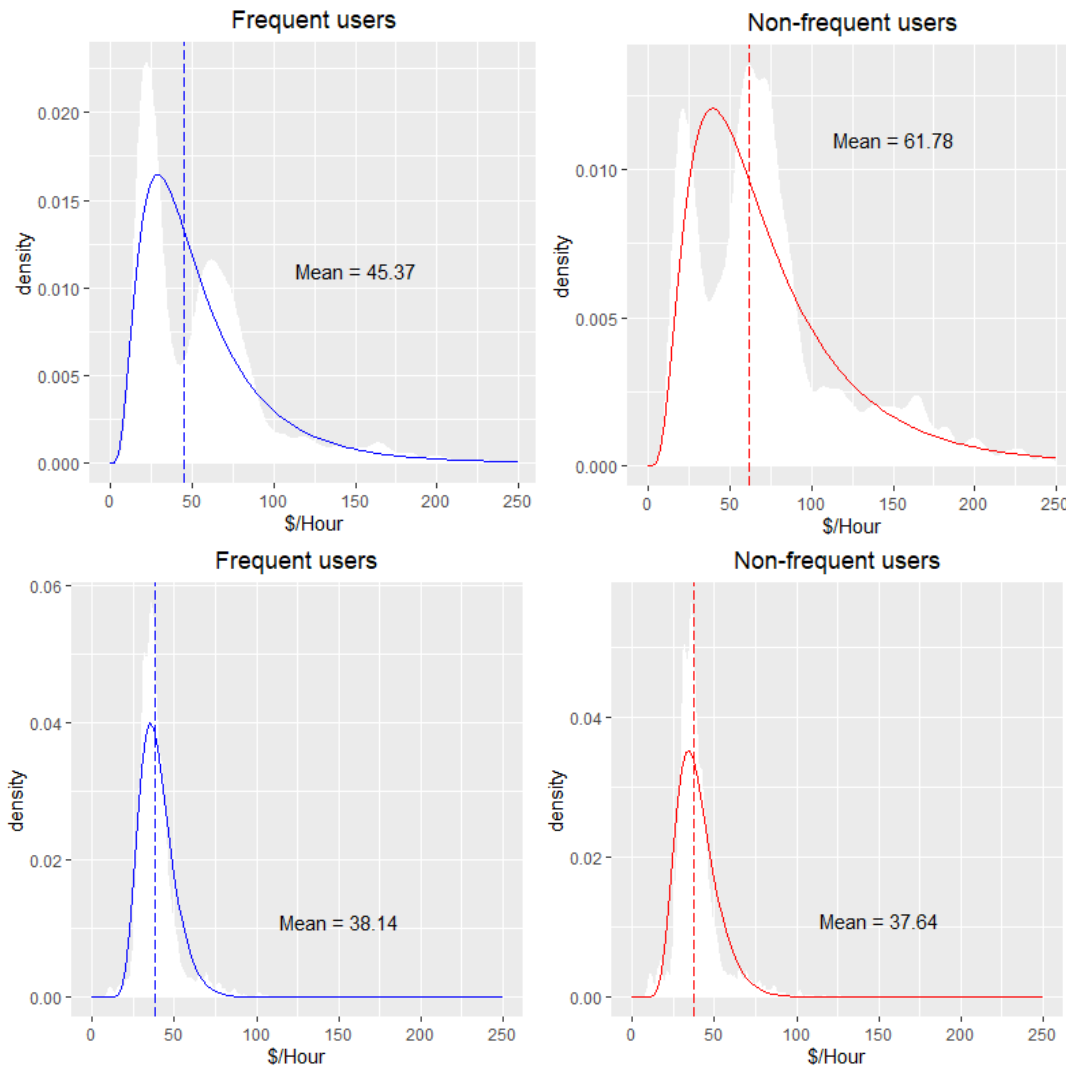 Frequent users
0.020
0.015
0.010
0.005
0.000
density
Mean = 45.37
0 50 100 150 200 250
$/Hour
Non-frequent users
0.010
0.005
0.000
density
Mean = 61.78
0 50 100 150 200 250
$/Hour
Frequent users
0.06
0.04
0.02
0.00
density
Mean = 38.14
0 50 100 150 200 250
$/Hour
Non-frequent users
0.04
0.02
0.00
density
Mean = 37.64
0 50 100 150 200 250
$/Hour